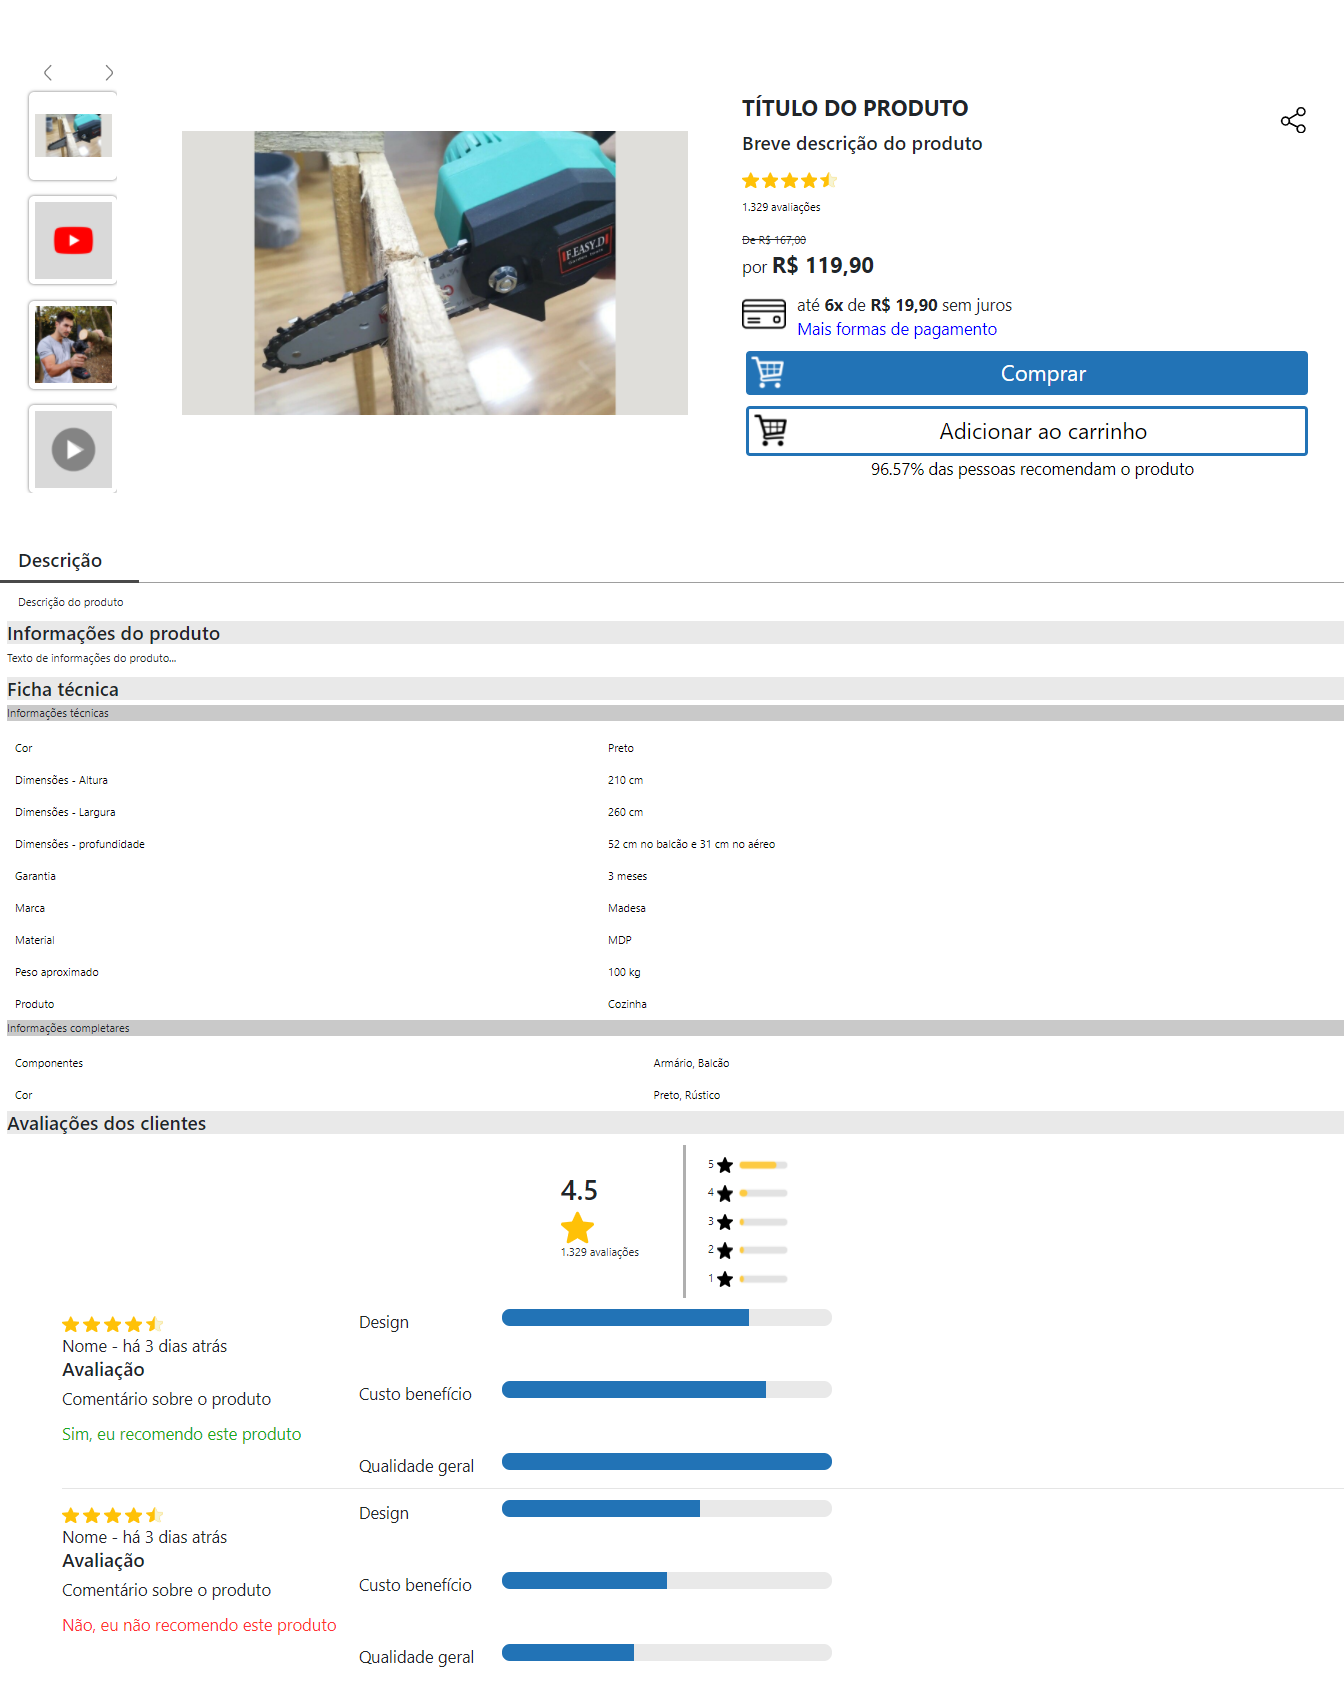 TÍTULO DO PRODUTO
Breve descrição do produto
1.329 avaliações
De R$ 167,00
por R$ 119,90
até 6x de R$ 19,90 sem juros
Mais formas de pagamento
Comprar
Adicionar ao carrinho
96.57% das pessoas recomendam o produto
F.EASY.D
Descrição
Descrição do produto
Informações do produto
Texto de informações do produto...
Ficha técnica
Informações técnicas
Cor Preto
Dimensões - Altura 210 cm
Dimensões - Largura 260 cm
Dimensões - profundidade 52 cm no balcão e 31 cm no aéreo
Garantia 3 meses
Marca Madesa
Material MDP
Peso aproximado 100 kg
Produto Cozinha
Informações completares
Componentes Armário, Balcão
Cor Preto, Rústico
Avaliações dos clientes
4.5
1.329 avaliações
5
4
3
2
1
Nome - há 3 dias atrás
Avaliação
Comentário sobre o produto
Sim, eu recomendo este produto
Design
Custo benefício
Qualidade geral
Nome - há 3 dias atrás
Avaliação
Comentário sobre o produto
Não, eu não recomendo este produto
Design
Custo benefício
Qualidade geral